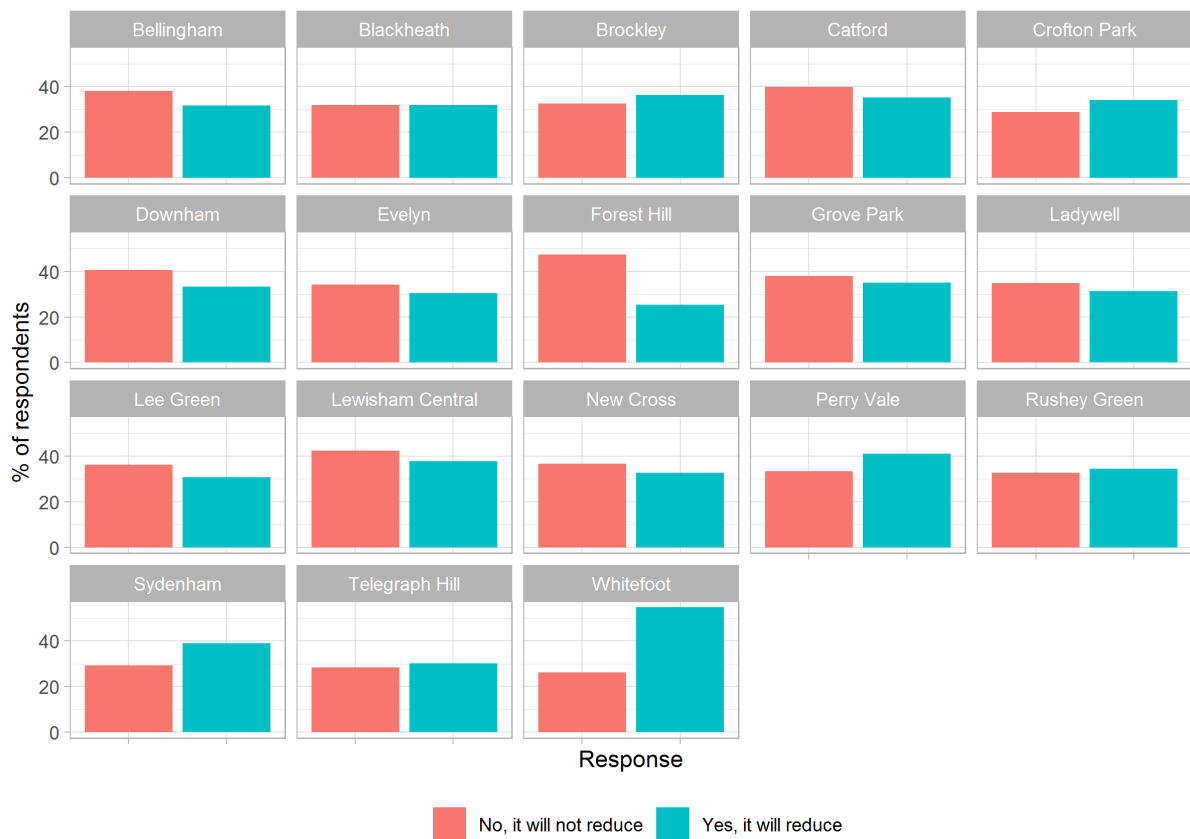 Bellingham Blackheath Brockley Catford Crofton Park
40
20
0
Downham Evelyn Forest Hill Grove Park Ladywell
40
20
0
% of respondents
Lee Green Lewisham Central New Cross Perry Vale Rushey Green
40
20
0
Sydenham Telegraph Hill Whitefoot
40
20
0
Response
No, it will not reduce Yes, it will reduce